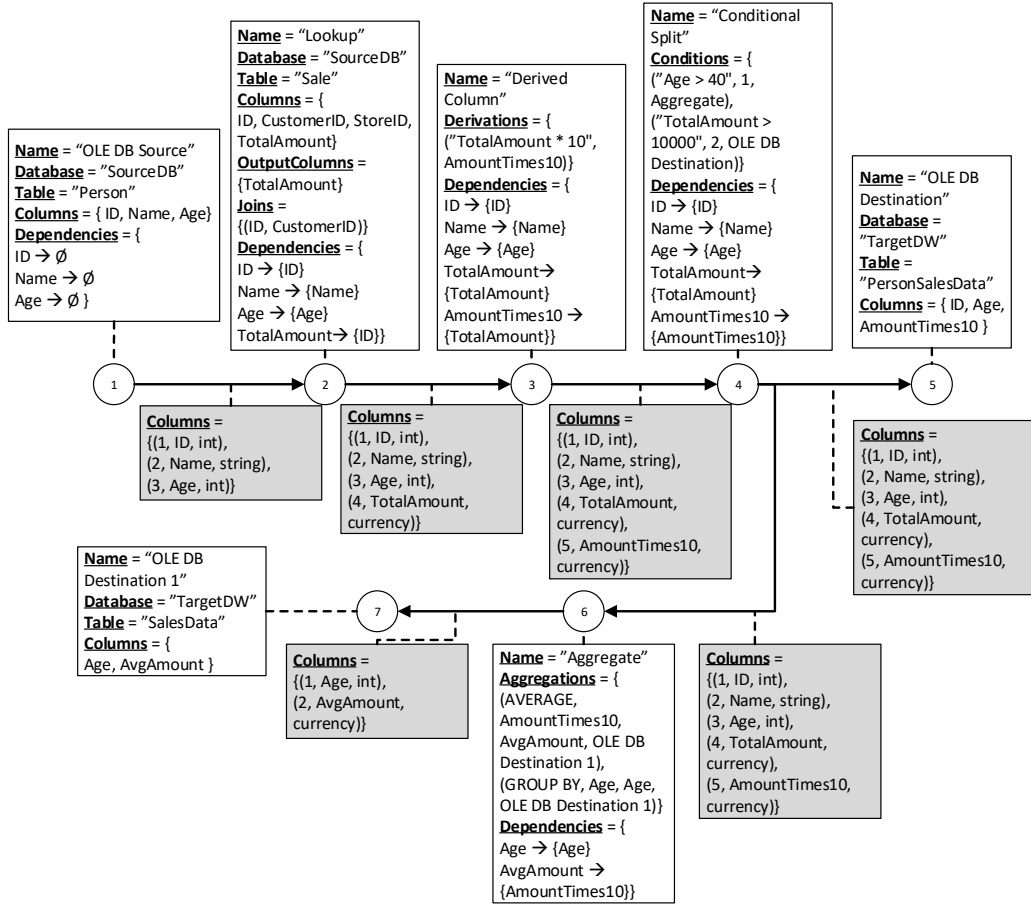 Name = “OLE DB Source”
Database = ”SourceDB”
Table = ”Person”
Columns = { ID, Name, Age}
Dependencies = {
ID → Ø
Name → Ø
Age → Ø }
Name = “Lookup”
Database = ”SourceDB”
Table = ”Sale”
Columns = {
ID, CustomerID, StoreID,
TotalAmount}
OutputColumns =
{TotalAmount}
Joins =
{(ID, CustomerID)}
Dependencies = {
ID → {ID}
Name → {Name}
Age → {Age}
TotalAmount→ {ID}}
Name = “Derived
Column”
Derivations = {
(”TotalAmount * 10",
AmountTimes10)}
Dependencies = {
ID → {ID}
Name → {Name}
Age → {Age}
TotalAmount→
{TotalAmount}
AmountTimes10 →
{TotalAmount}}
Name = “Conditional
Split”
Conditions = {
(”Age > 40", 1,
Aggregate),
(”TotalAmount >
10000", 2, OLE DB
Destination)}
Dependencies = {
ID → {ID}
Name → {Name}
Age → {Age}
TotalAmount→
{TotalAmount}
AmountTimes10 →
{AmountTimes10}}
Name = “OLE DB
Destination”
Database =
”TargetDW”
Table =
”PersonSalesData”
Columns = { ID, Age,
AmountTimes10 }
1
2
3
4
5
Columns =
{(1, ID, int),
(2, Name, string),
(3, Age, int)}
Columns =
{(1, ID, int),
(2, Name, string),
(3, Age, int),
(4, TotalAmount,
currency)}
Columns =
{(1, ID, int),
(2, Name, string),
(3, Age, int),
(4, TotalAmount,
currency),
(5, AmountTimes10,
currency)}
Columns =
{(1, ID, int),
(2, Name, string),
(3, Age, int),
(4, TotalAmount,
currency),
(5, AmountTimes10,
currency)}
Name = “OLE DB
Destination 1”
Database = ”TargetDW”
Table = ”SalesData”
Columns = {
Age, AvgAmount }
7
6
Columns =
{(1, Age, int),
(2, AvgAmount,
currency)}
Name = ”Aggregate”
Aggregations = {
(AVERAGE,
AmountTimes10,
AvgAmount, OLE DB
Destination 1),
(GROUP BY, Age, Age,
OLE DB Destination 1)}
Dependencies = {
Age → {Age}
AvgAmount →
{AmountTimes10}}
Columns =
{(1, ID, int),
(2, Name, string),
(3, Age, int),
(4, TotalAmount,
currency),
(5, AmountTimes10,
currency)}